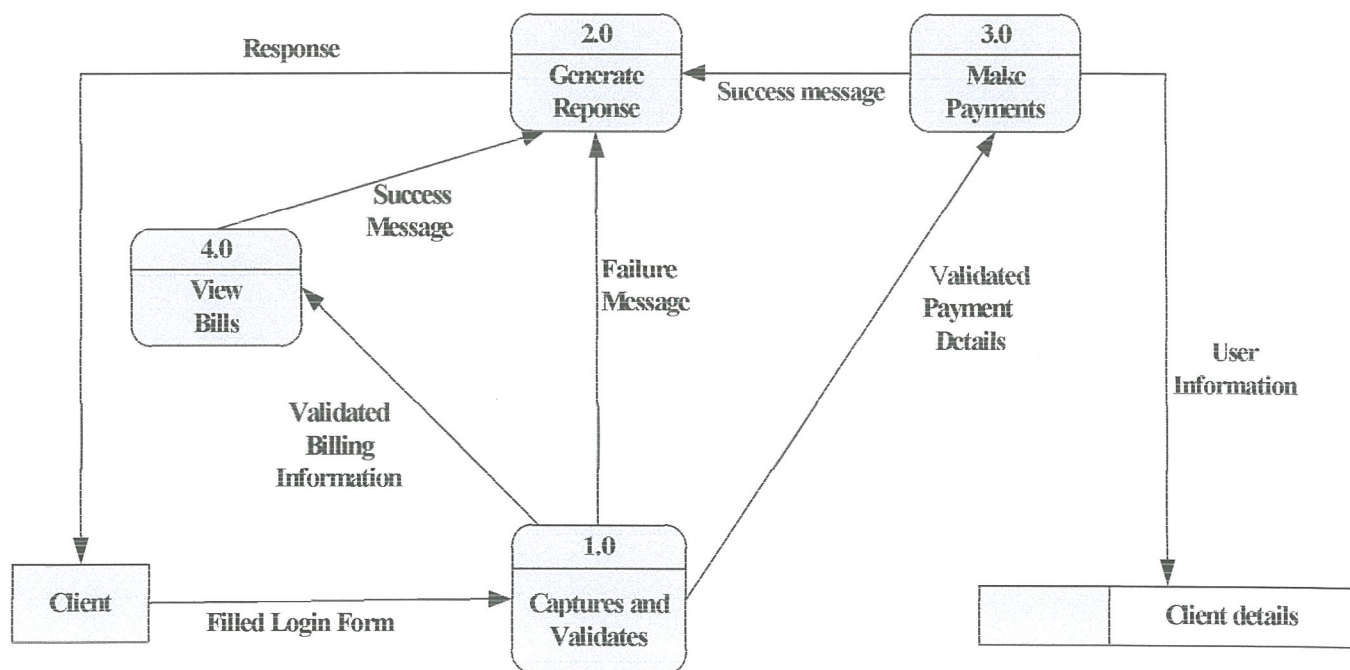 Response
2.0
Generate
Reponse
3.0
Make
Payments
Success message
Success
Message
4.0
View
Bills
Failure
Message
Validated
Payment
Details
User
Information
Validated
Billing
Information
1.0
Captures and
Validates
Client
Filled Login Form
Client details